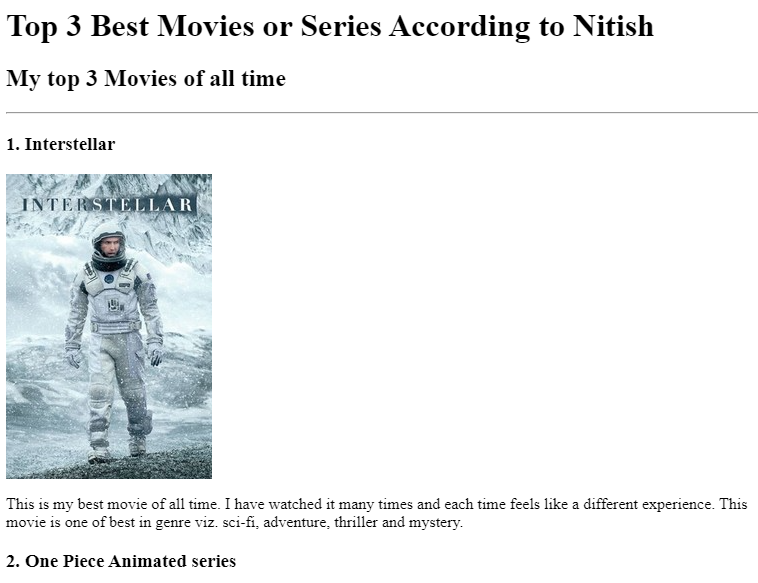 Top 3 Best Movies or Series According to Nitish
My top 3 Movies of all time
1. Interstellar
INTERSTELLAR
This is my best movie of all time. I have watched it many times and each time feels like a different experience. This
movie is one of best in genre viz. sci-fi, adventure, thriller and mystery.
2. One Piece Animated series